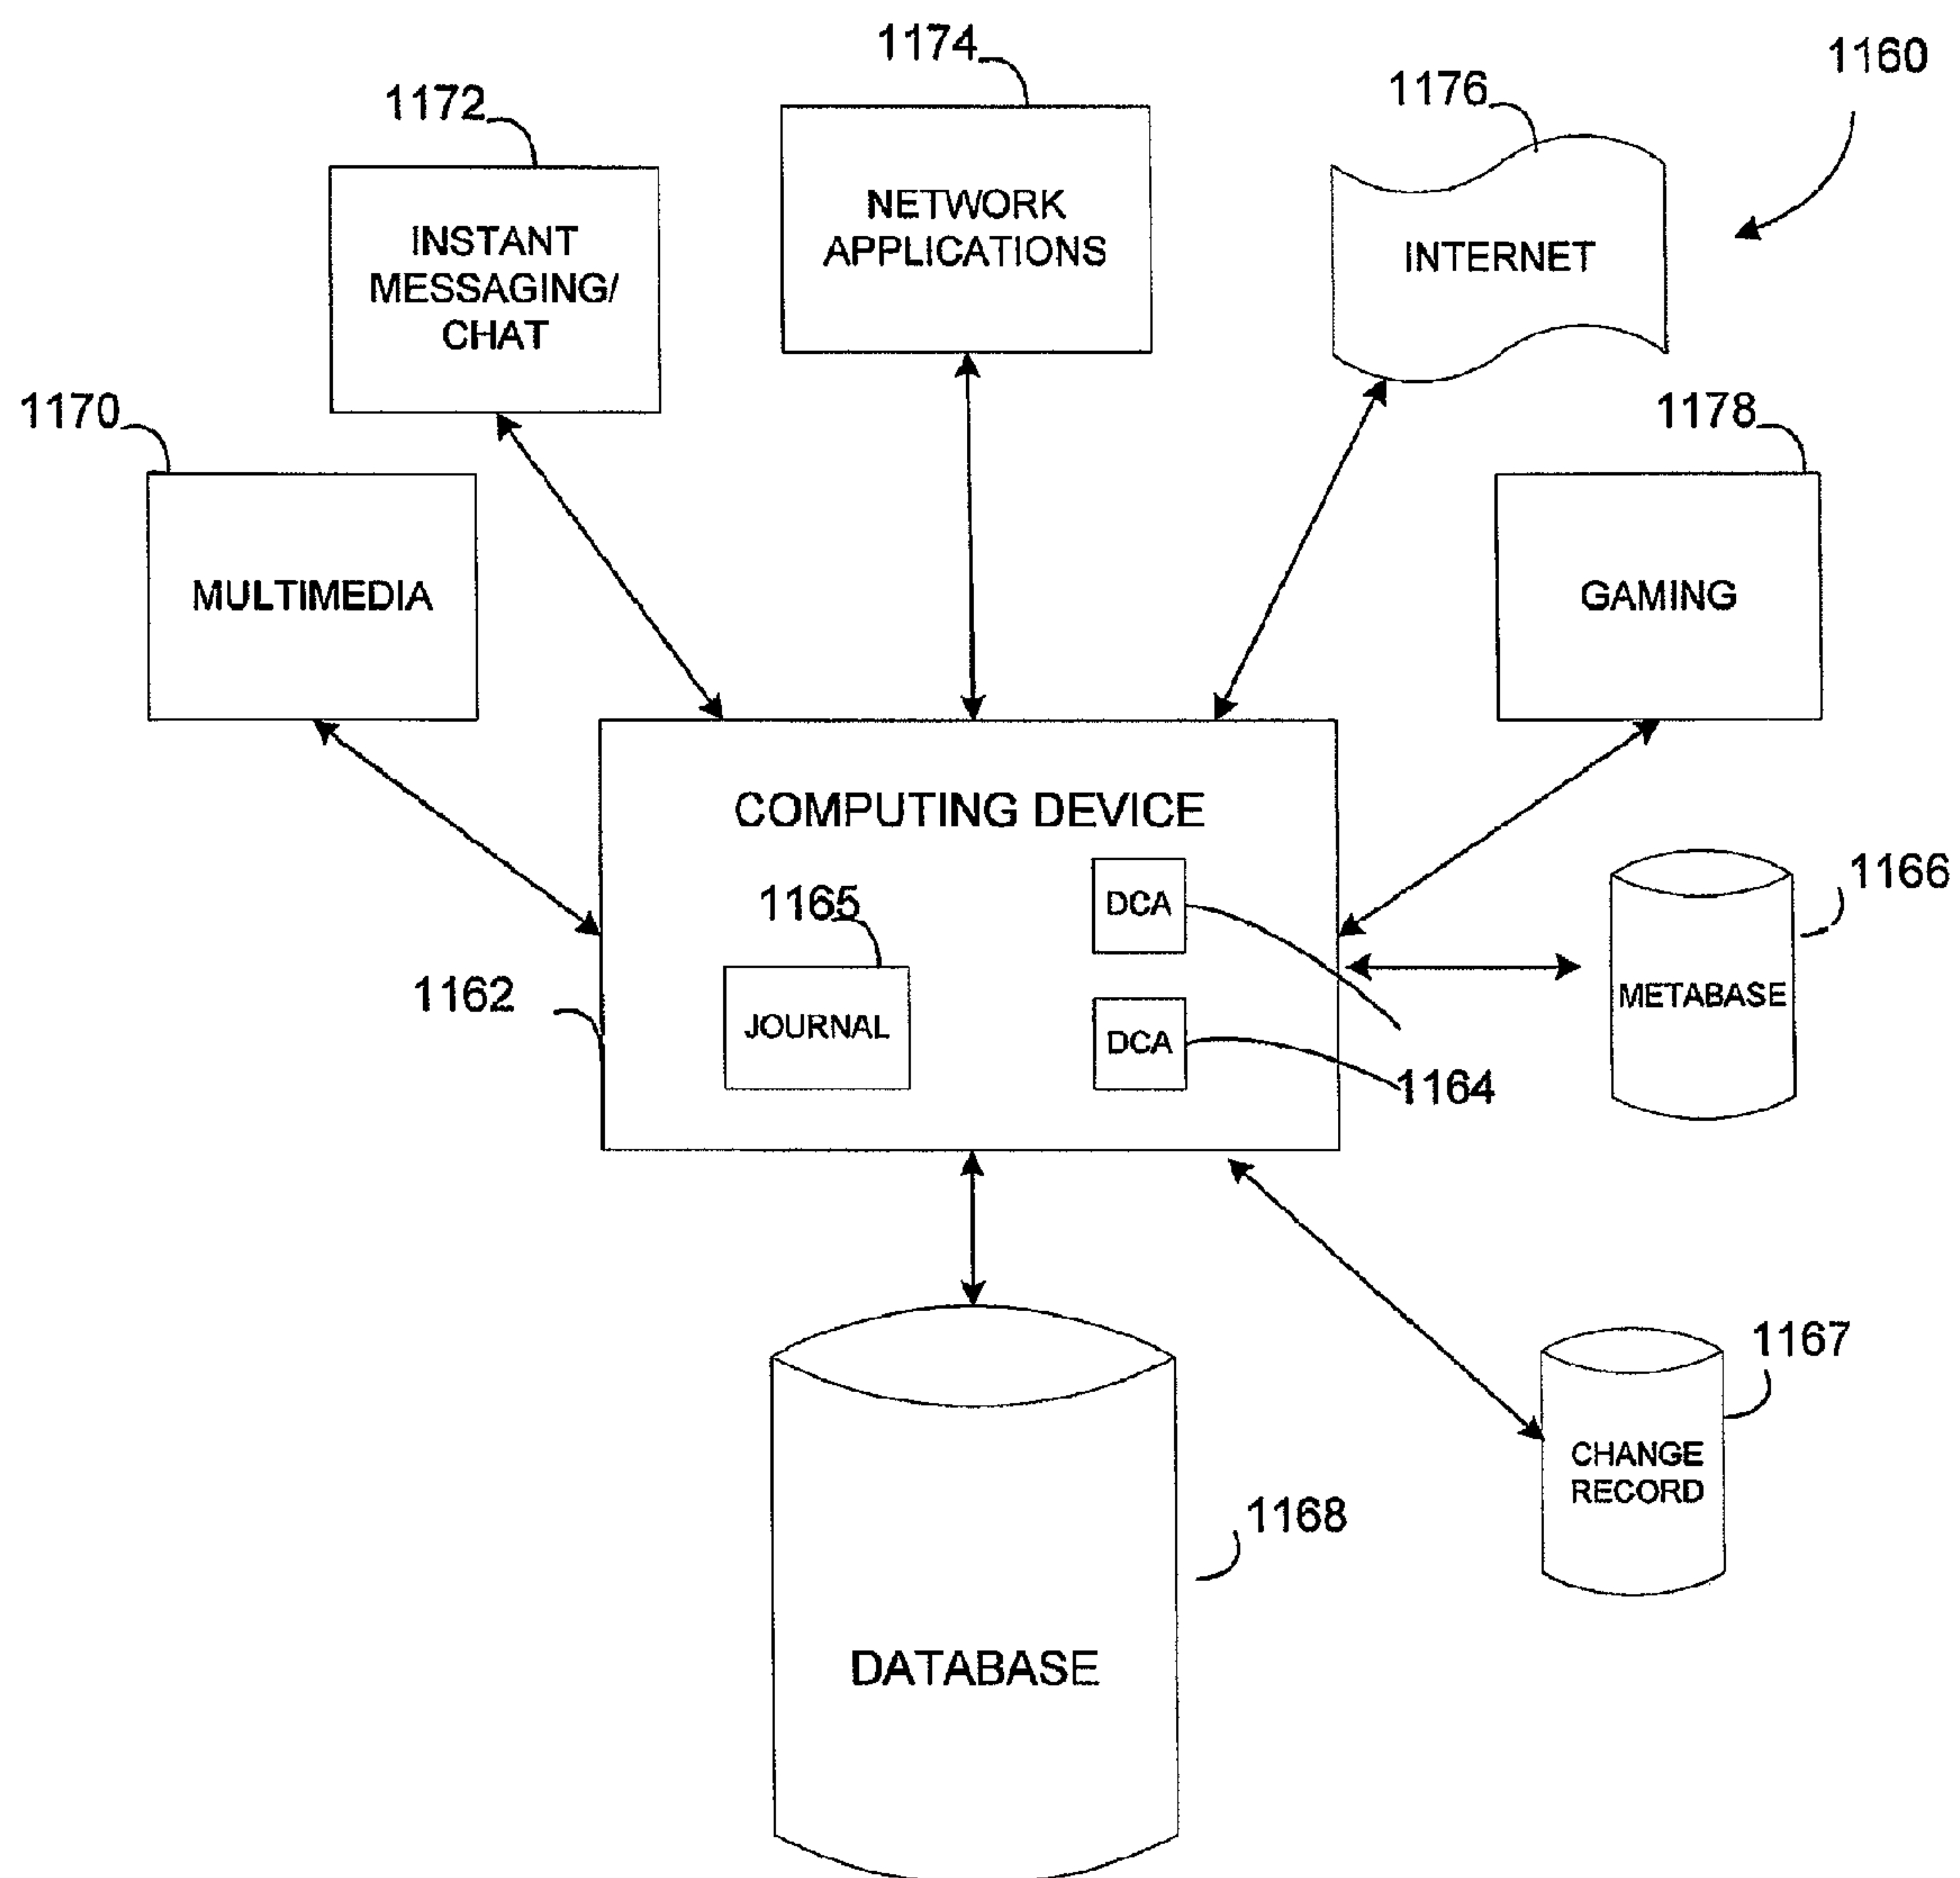 1174
1160
1176
1172
NETWORK
APPLICATIONS
INTERNET
INSTANT
MESSAGING/
CHAT
1170
1178
MULTIMEDIA
GAMING
COMPUTING DEVICE
1166
1165
DCA
METABASE
1162
JOURNAL
DCA
1164
1167
CHANGE
RECORD
1168
DATABASE